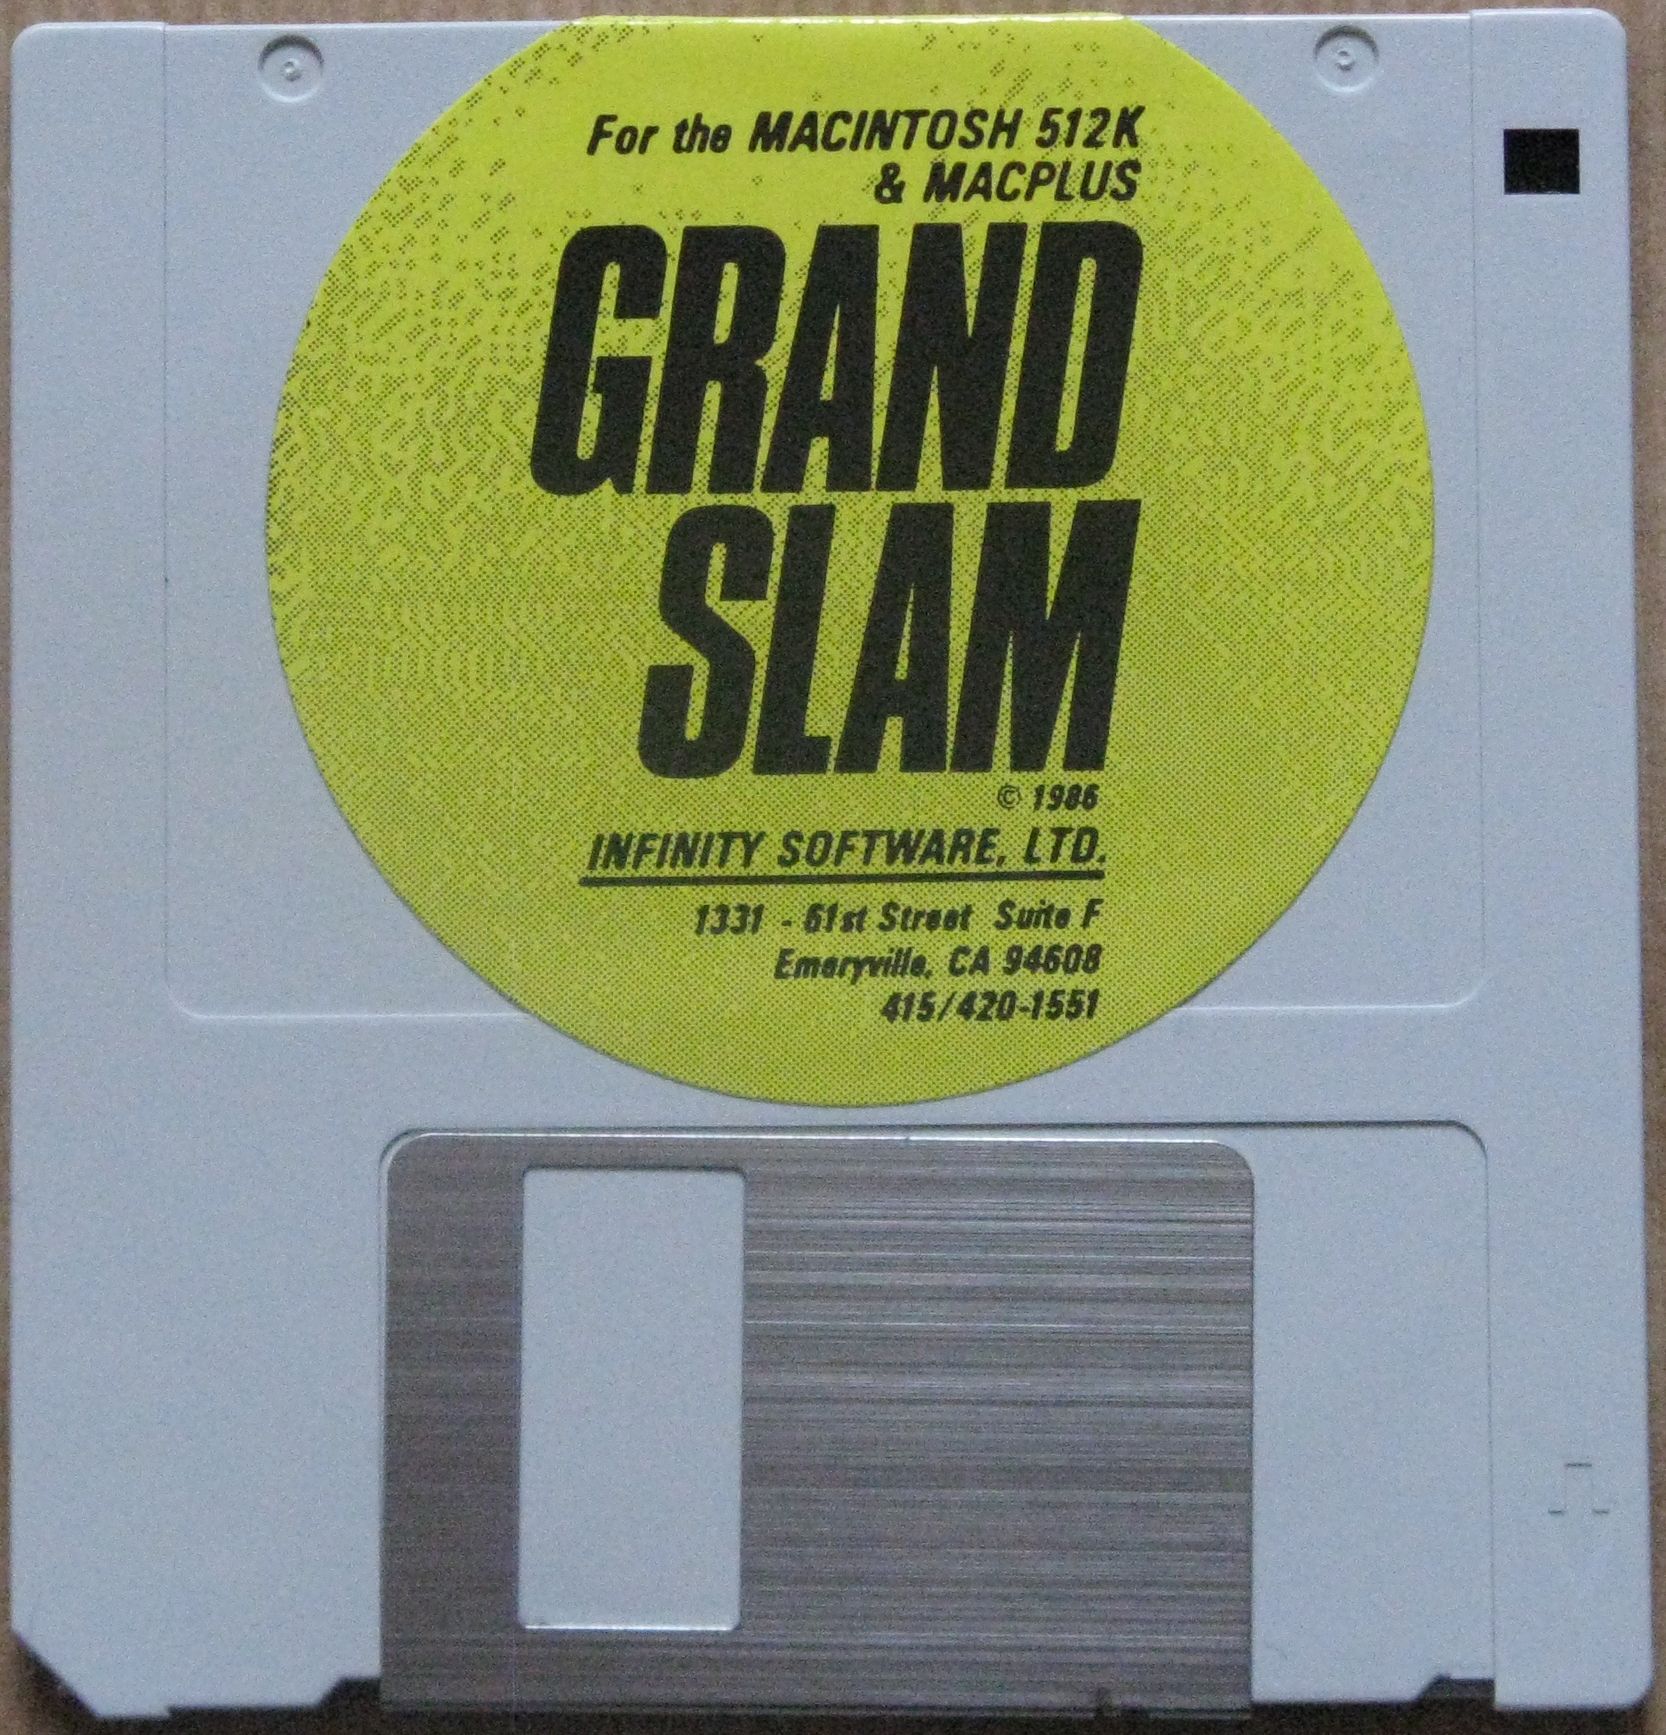 For the MACINTOSH 512K
& MACPLUS
GRAND
SLAM
© 1986
INFINITY SOFTWARE, LTD.
1331 - 61st Street Suite F
Emeryville, CA 94608
415/420-1551